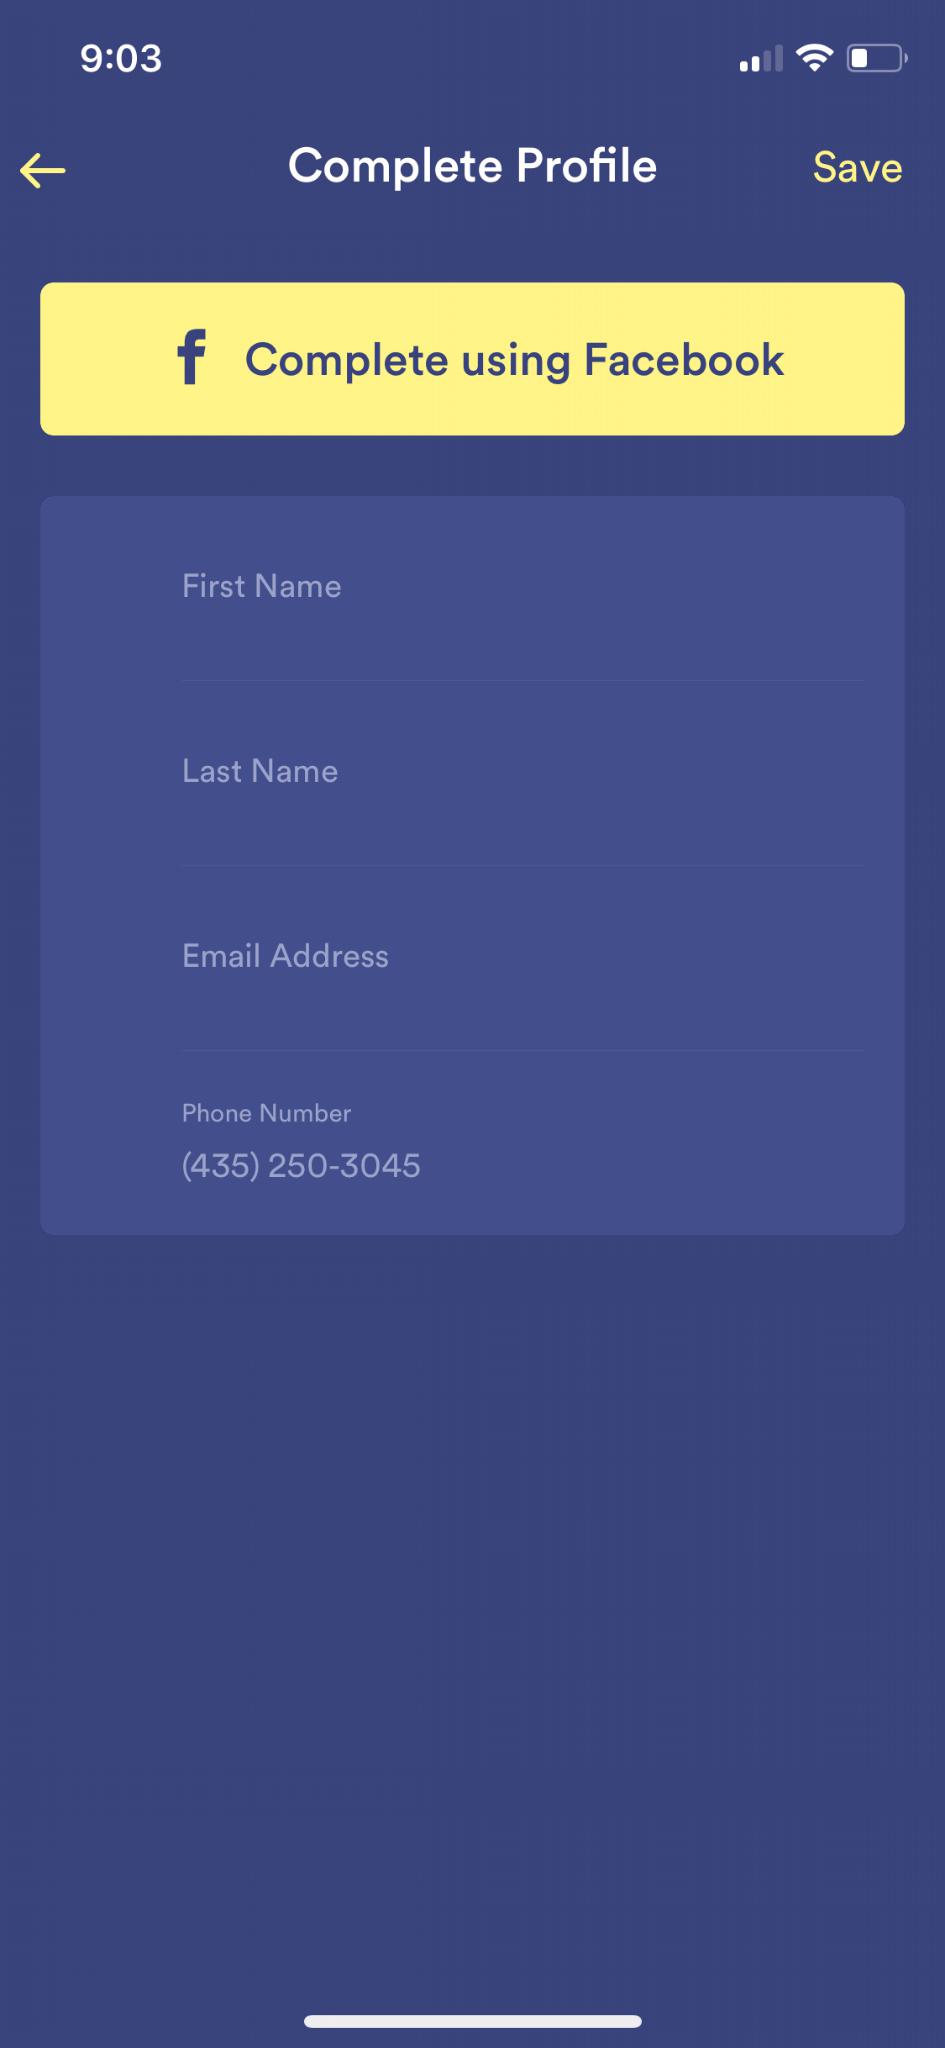 9:03
Complete Profile
Save
Complete using Facebook
First Name
Last Name
Email Address
Phone Number
(435) 250-3045